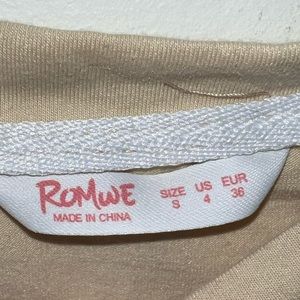 ROMWE
MADE IN CHINA
SIZE US EUR
S 4 36